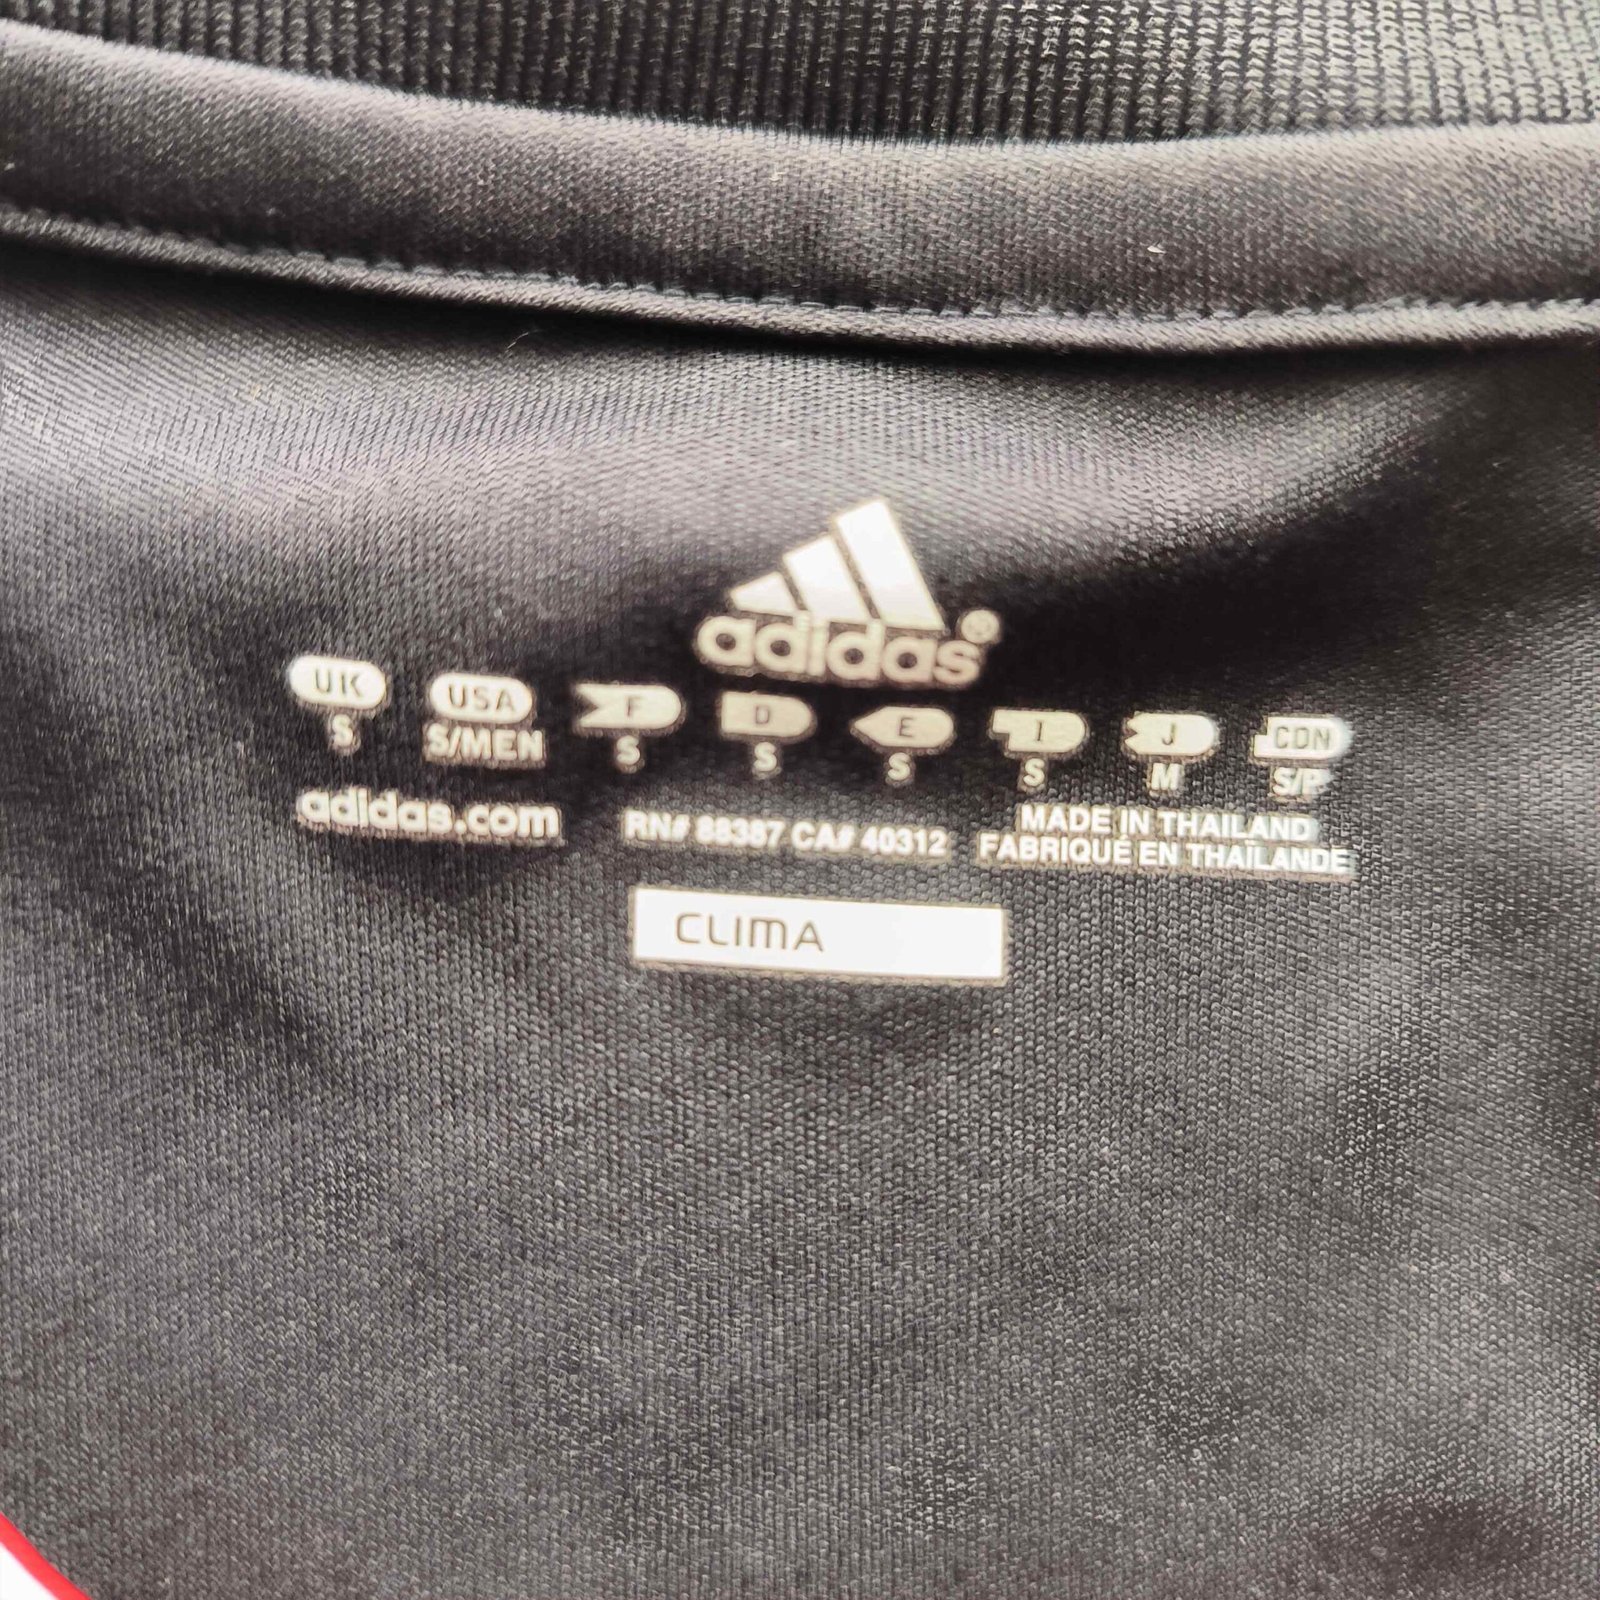 adidas®
UK USA F D E I J CDN
S S/MEN S S S S M S/P
adidas.com RN# 88387 CA# 40312 MADE IN THAILAND
FABRIQUÉ EN THAÏLANDE
CLIMA